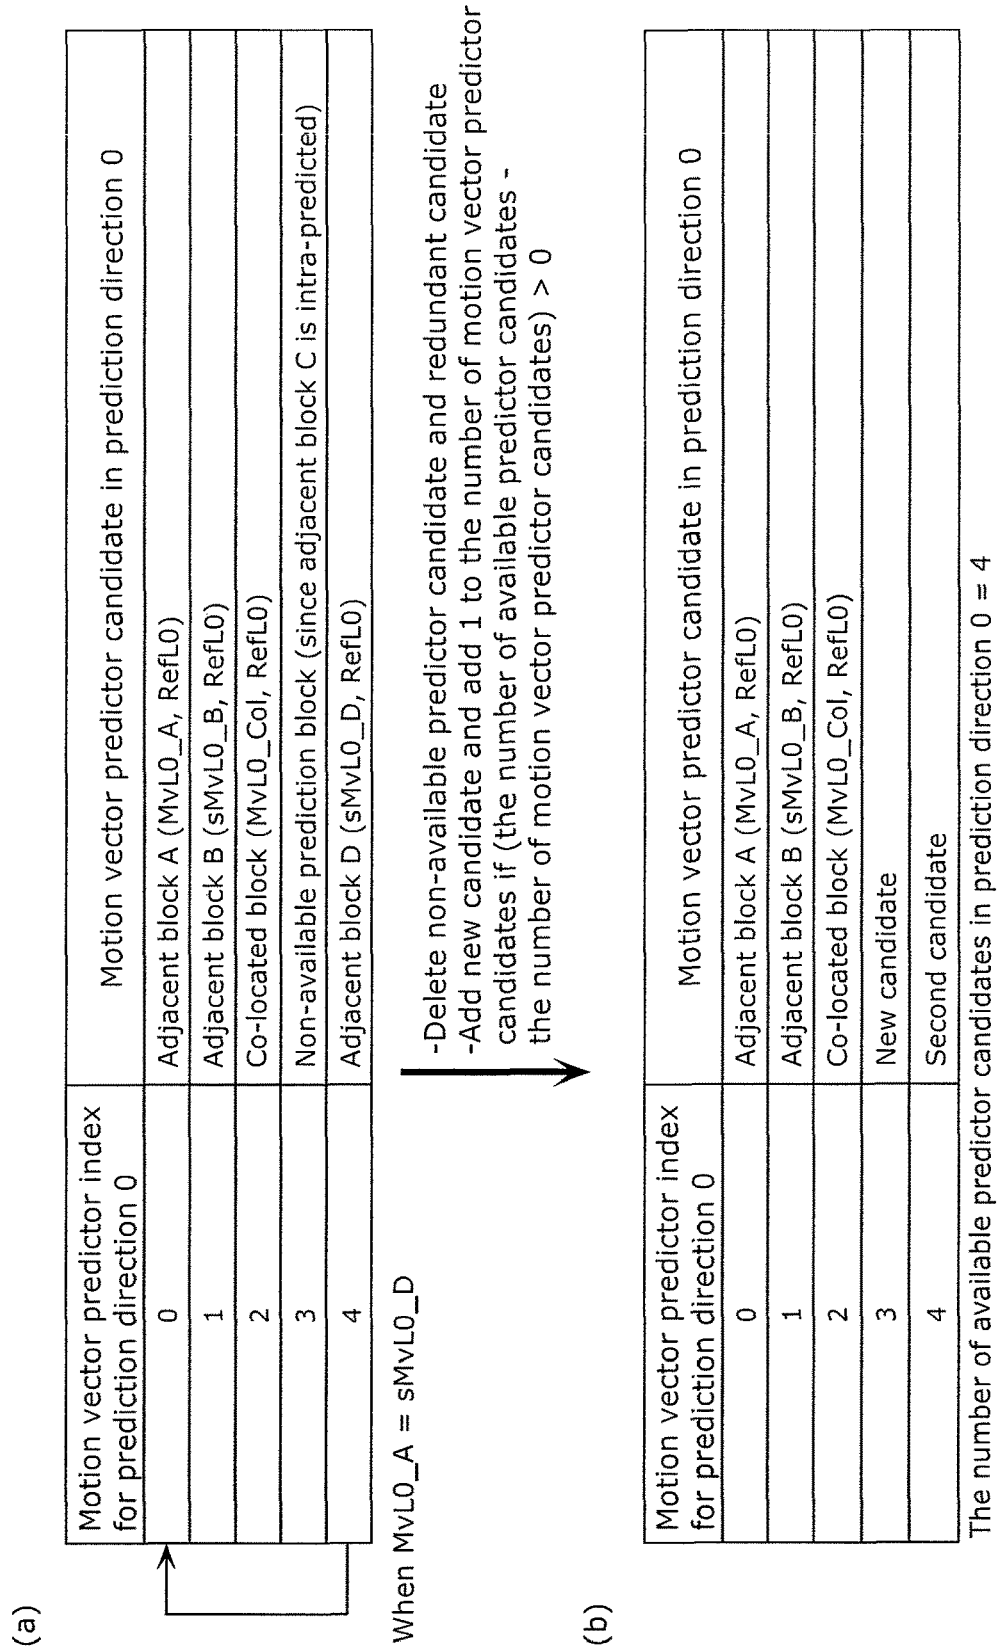 (a)
Motion vector predictor index
for prediction direction 0
Motion vector predictor candidate in prediction direction 0
0
Adjacent block A (MvL0_A, RefL0)
1
Adjacent block B (sMvL0_B, RefL0)
2
Co-located block (MvL0_Col, RefL0)
3
Non-available prediction block (since adjacent block C is intra-predicted)
4
Adjacent block D (sMvL0_D, RefL0)
When MvL0_A = sMvL0_D
-Delete non-available predictor candidate and redundant candidate
-Add new candidate and add 1 to the number of motion vector predictor
candidates if (the number of available predictor candidates -
the number of motion vector predictor candidates) > 0
(b)
Motion vector predictor index
for prediction direction 0
Motion vector predictor candidate in prediction direction 0
0
Adjacent block A (MvL0_A, RefL0)
1
Adjacent block B (sMvL0_B, RefL0)
2
Co-located block (MvL0_Col, RefL0)
3
New candidate
4
Second candidate
The number of available predictor candidates in prediction direction 0 = 4